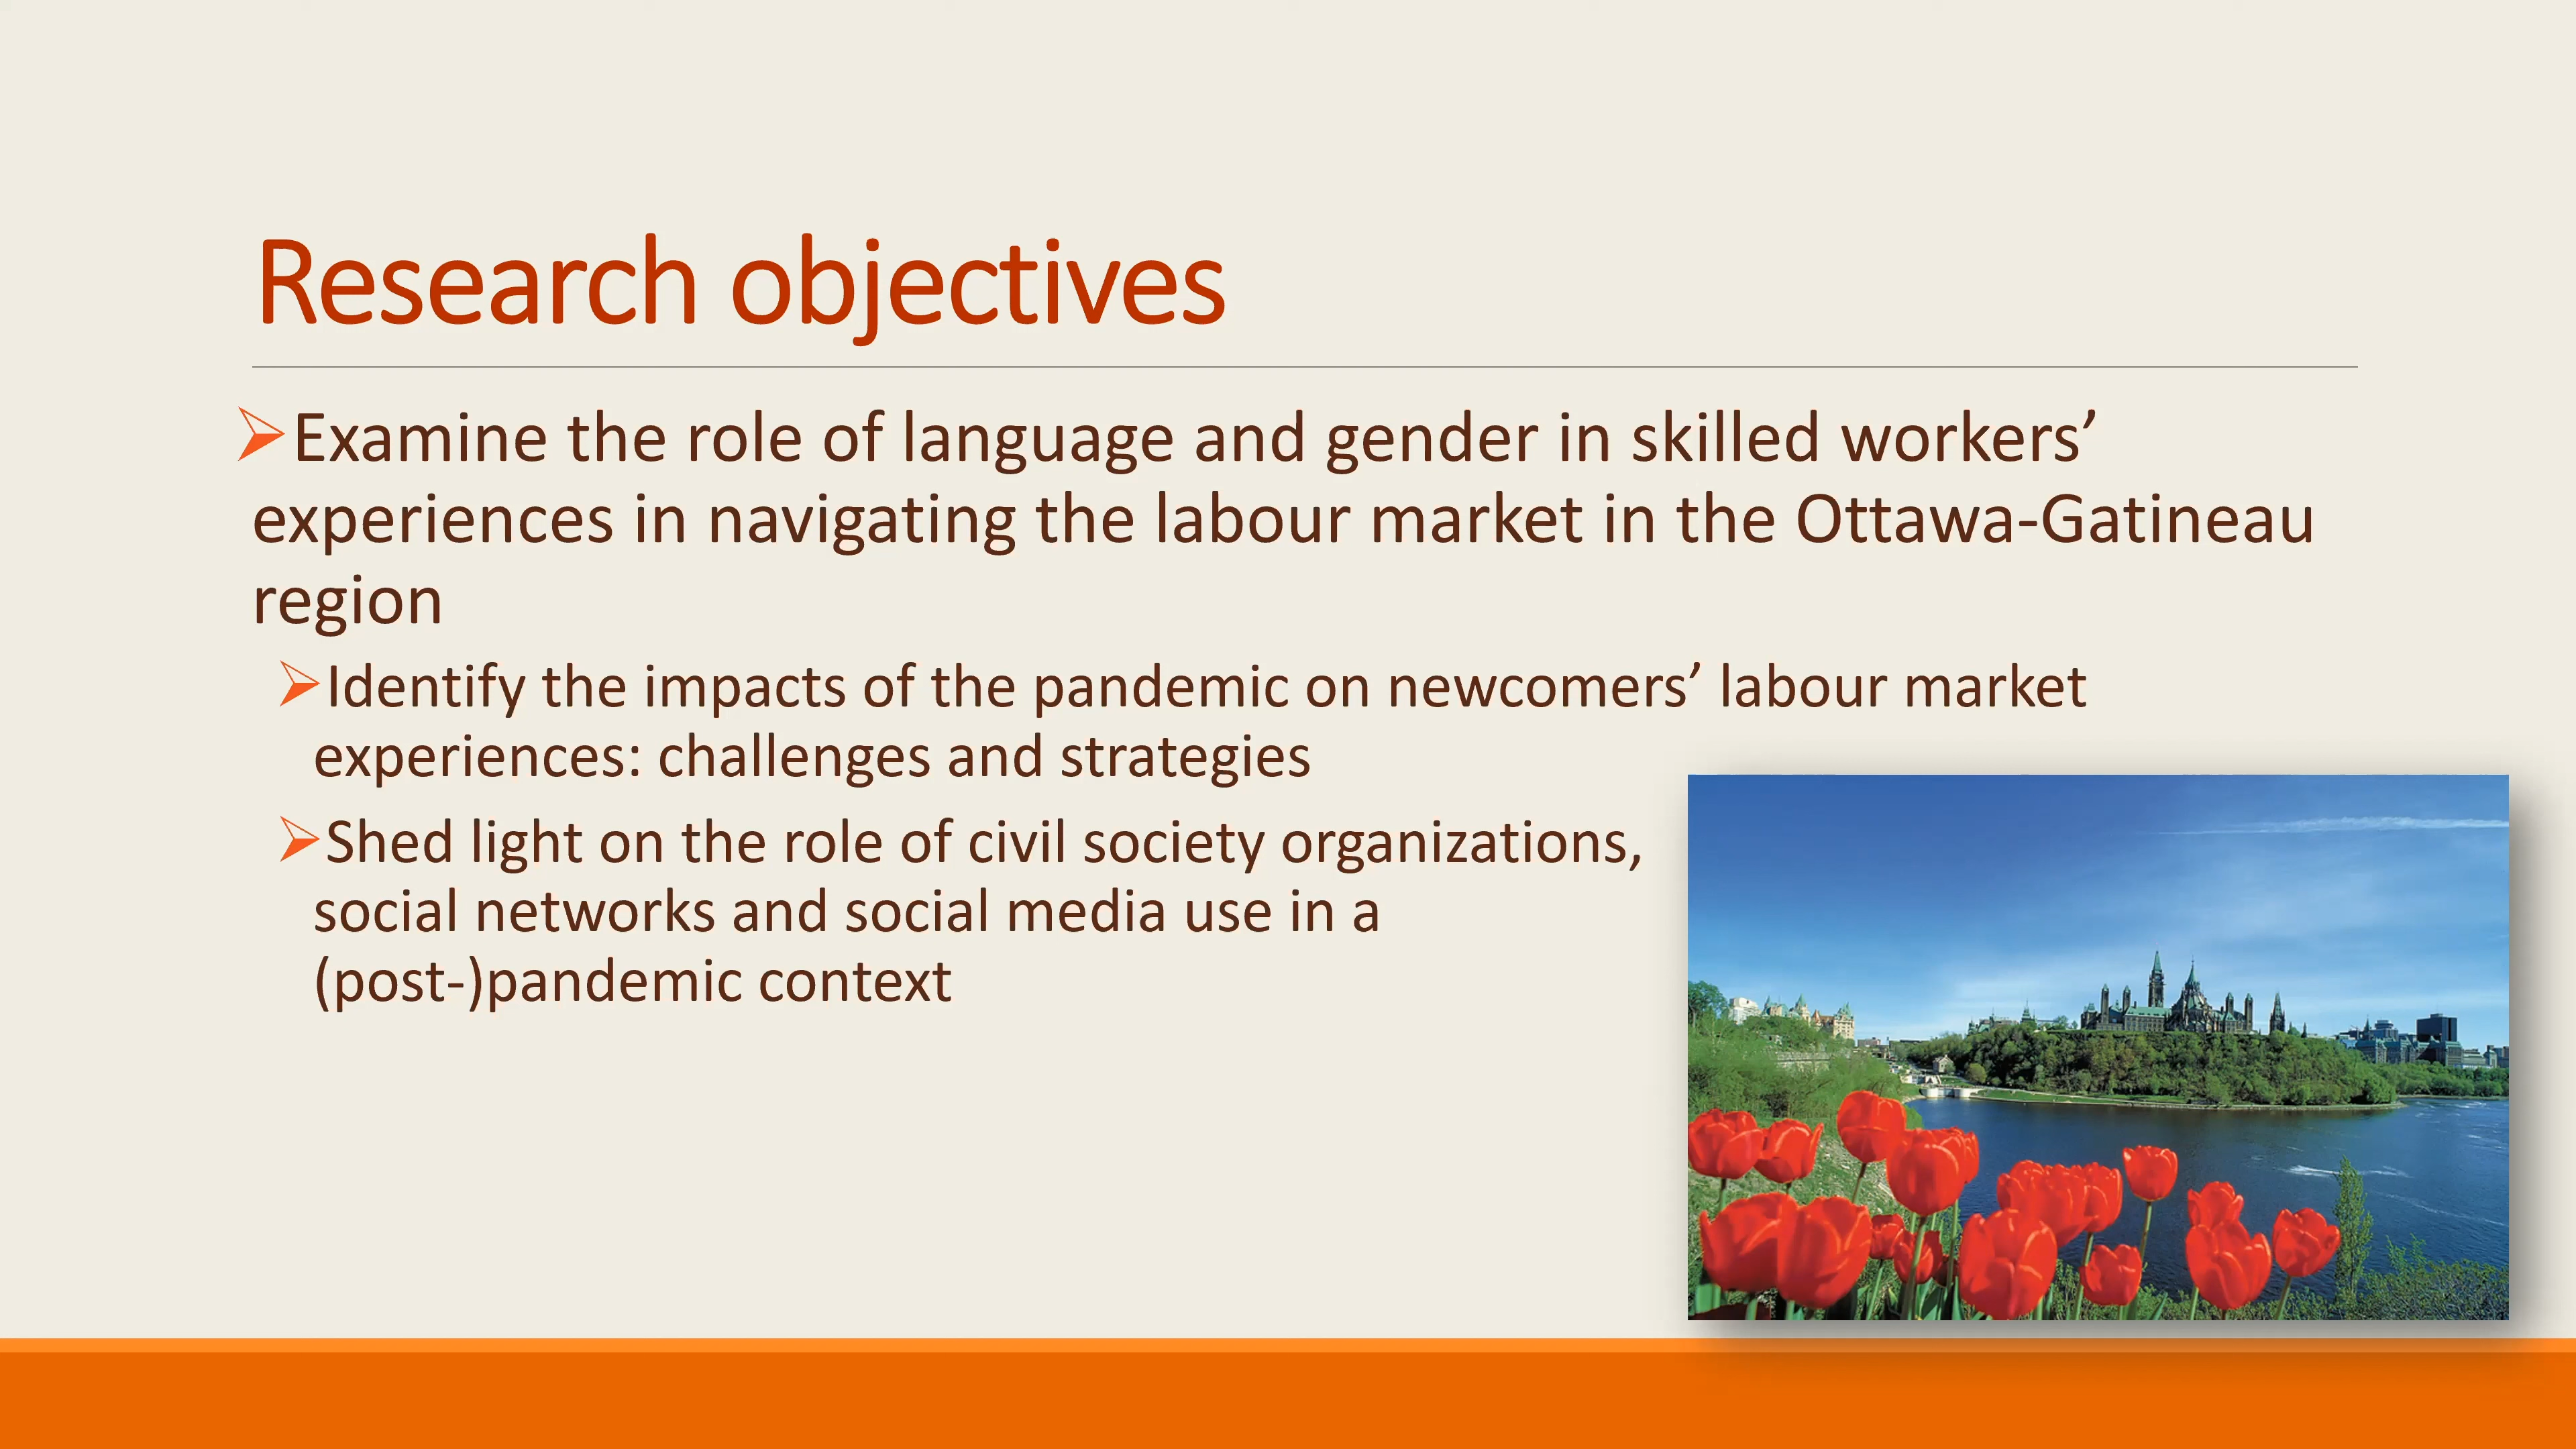 Research objectives
Examine the role of language and gender in skilled workers’
experiences in navigating the labour market in the Ottawa-Gatineau
region
Identify the impacts of the pandemic on newcomers’ labour market
experiences: challenges and strategies
Shed light on the role of civil society organizations,
social networks and social media use in a
(post-)pandemic context